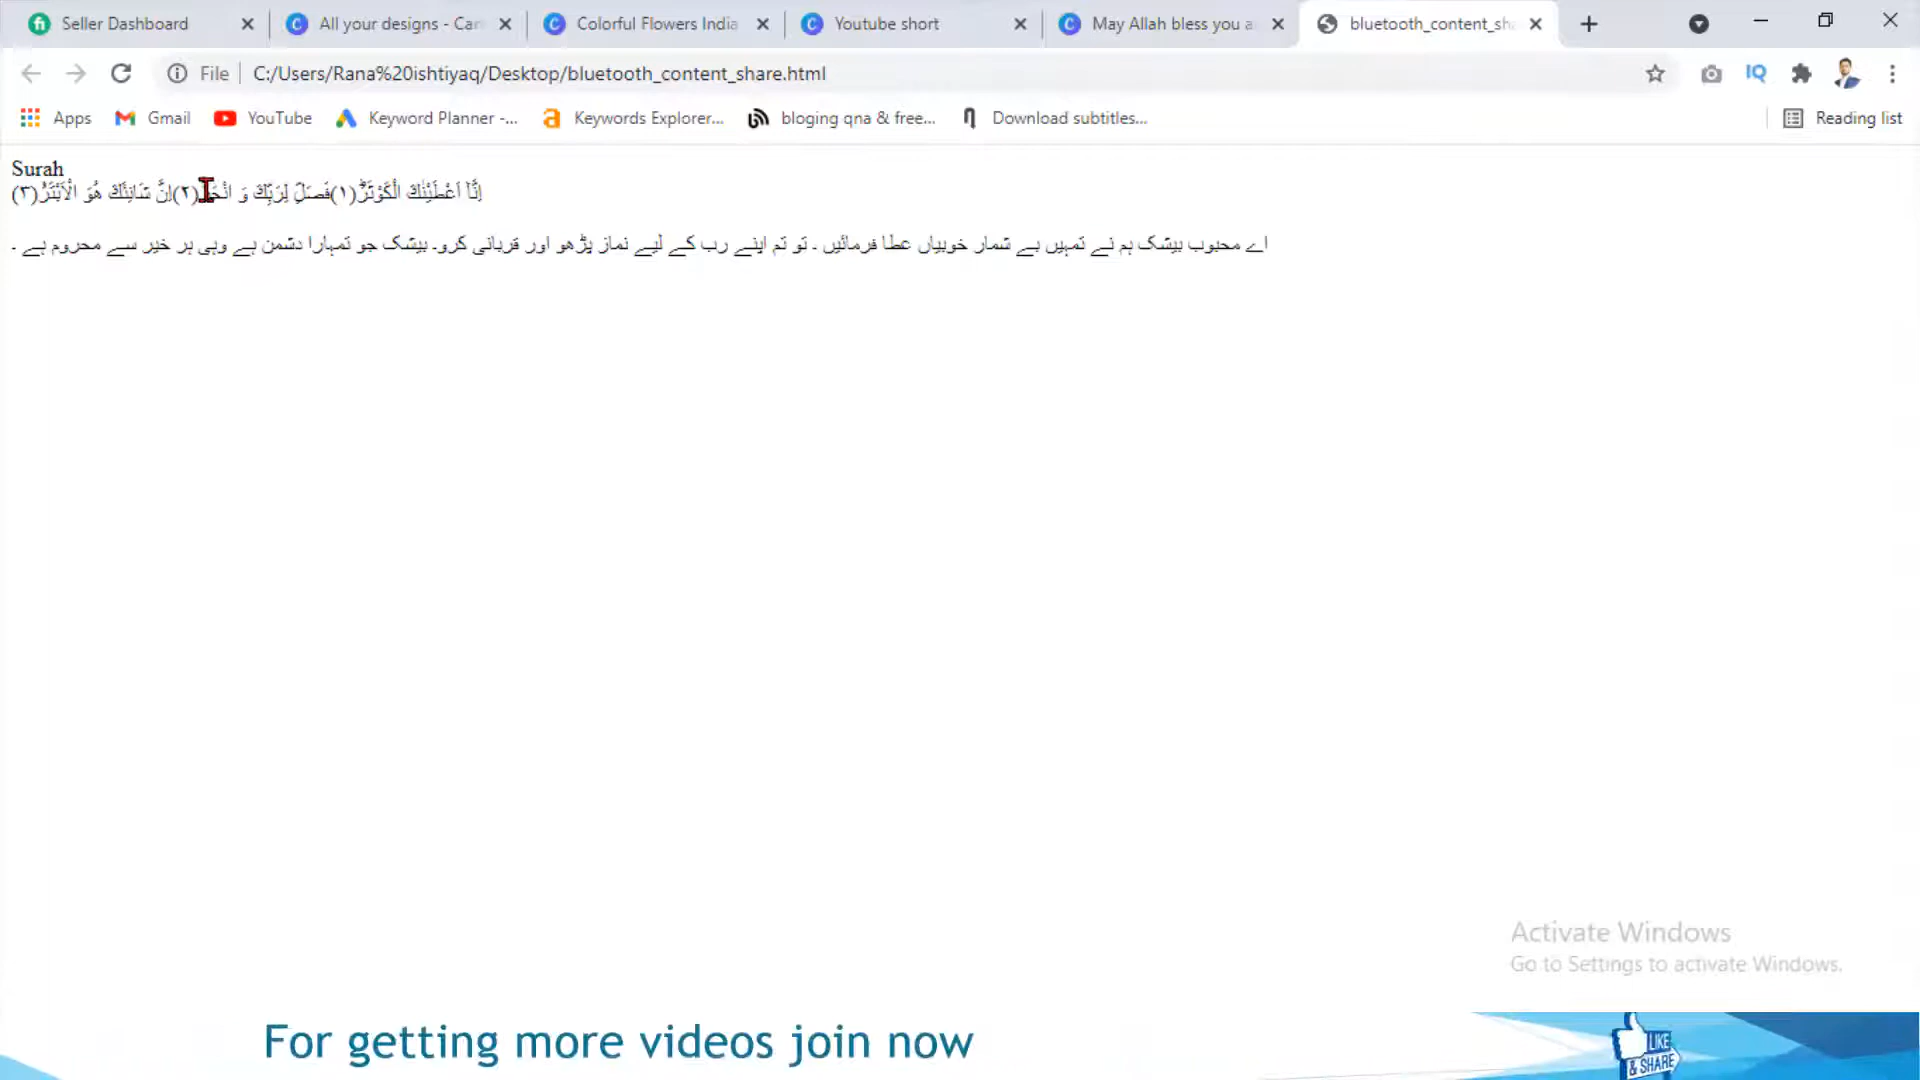 Seller Dashboard
All your designs - Can
Colorful Flowers India
Youtube short
May Allah bless you a
bluetooth_content_sh
File
C:/Users/Rana%20ishtiyaq/Desktop/bluetooth_content_share.html
IQ
Apps
Gmail
YouTube
Keyword Planner -...
Keywords Explorer...
bloging qna & free...
Download subtitles...
Reading list
Surah
اِنَّاۤ اَعْطَیْنٰكَ الْكَوْثَرَؕ(۱)فَصَلِّ لِرَبِّكَ وَ (۲)اِنَّ شَانِئَكَ هُوَ الْاَبْتَرُ۠(۳)
اے محبوب بیشک ہم نے تمہیں بے شمار خوبیاں عطا فرمائیں ۔ تو تم اپنے رب کے لیے نماز پڑھو اور قربانی کرو۔ بیشک جو تمہارا دشمن ہے وہی ہر خیر سے محروم ہے ۔
Activate Windows
Go to Settings to activate Windows.
For getting more videos join now
LIKE
& SHARE